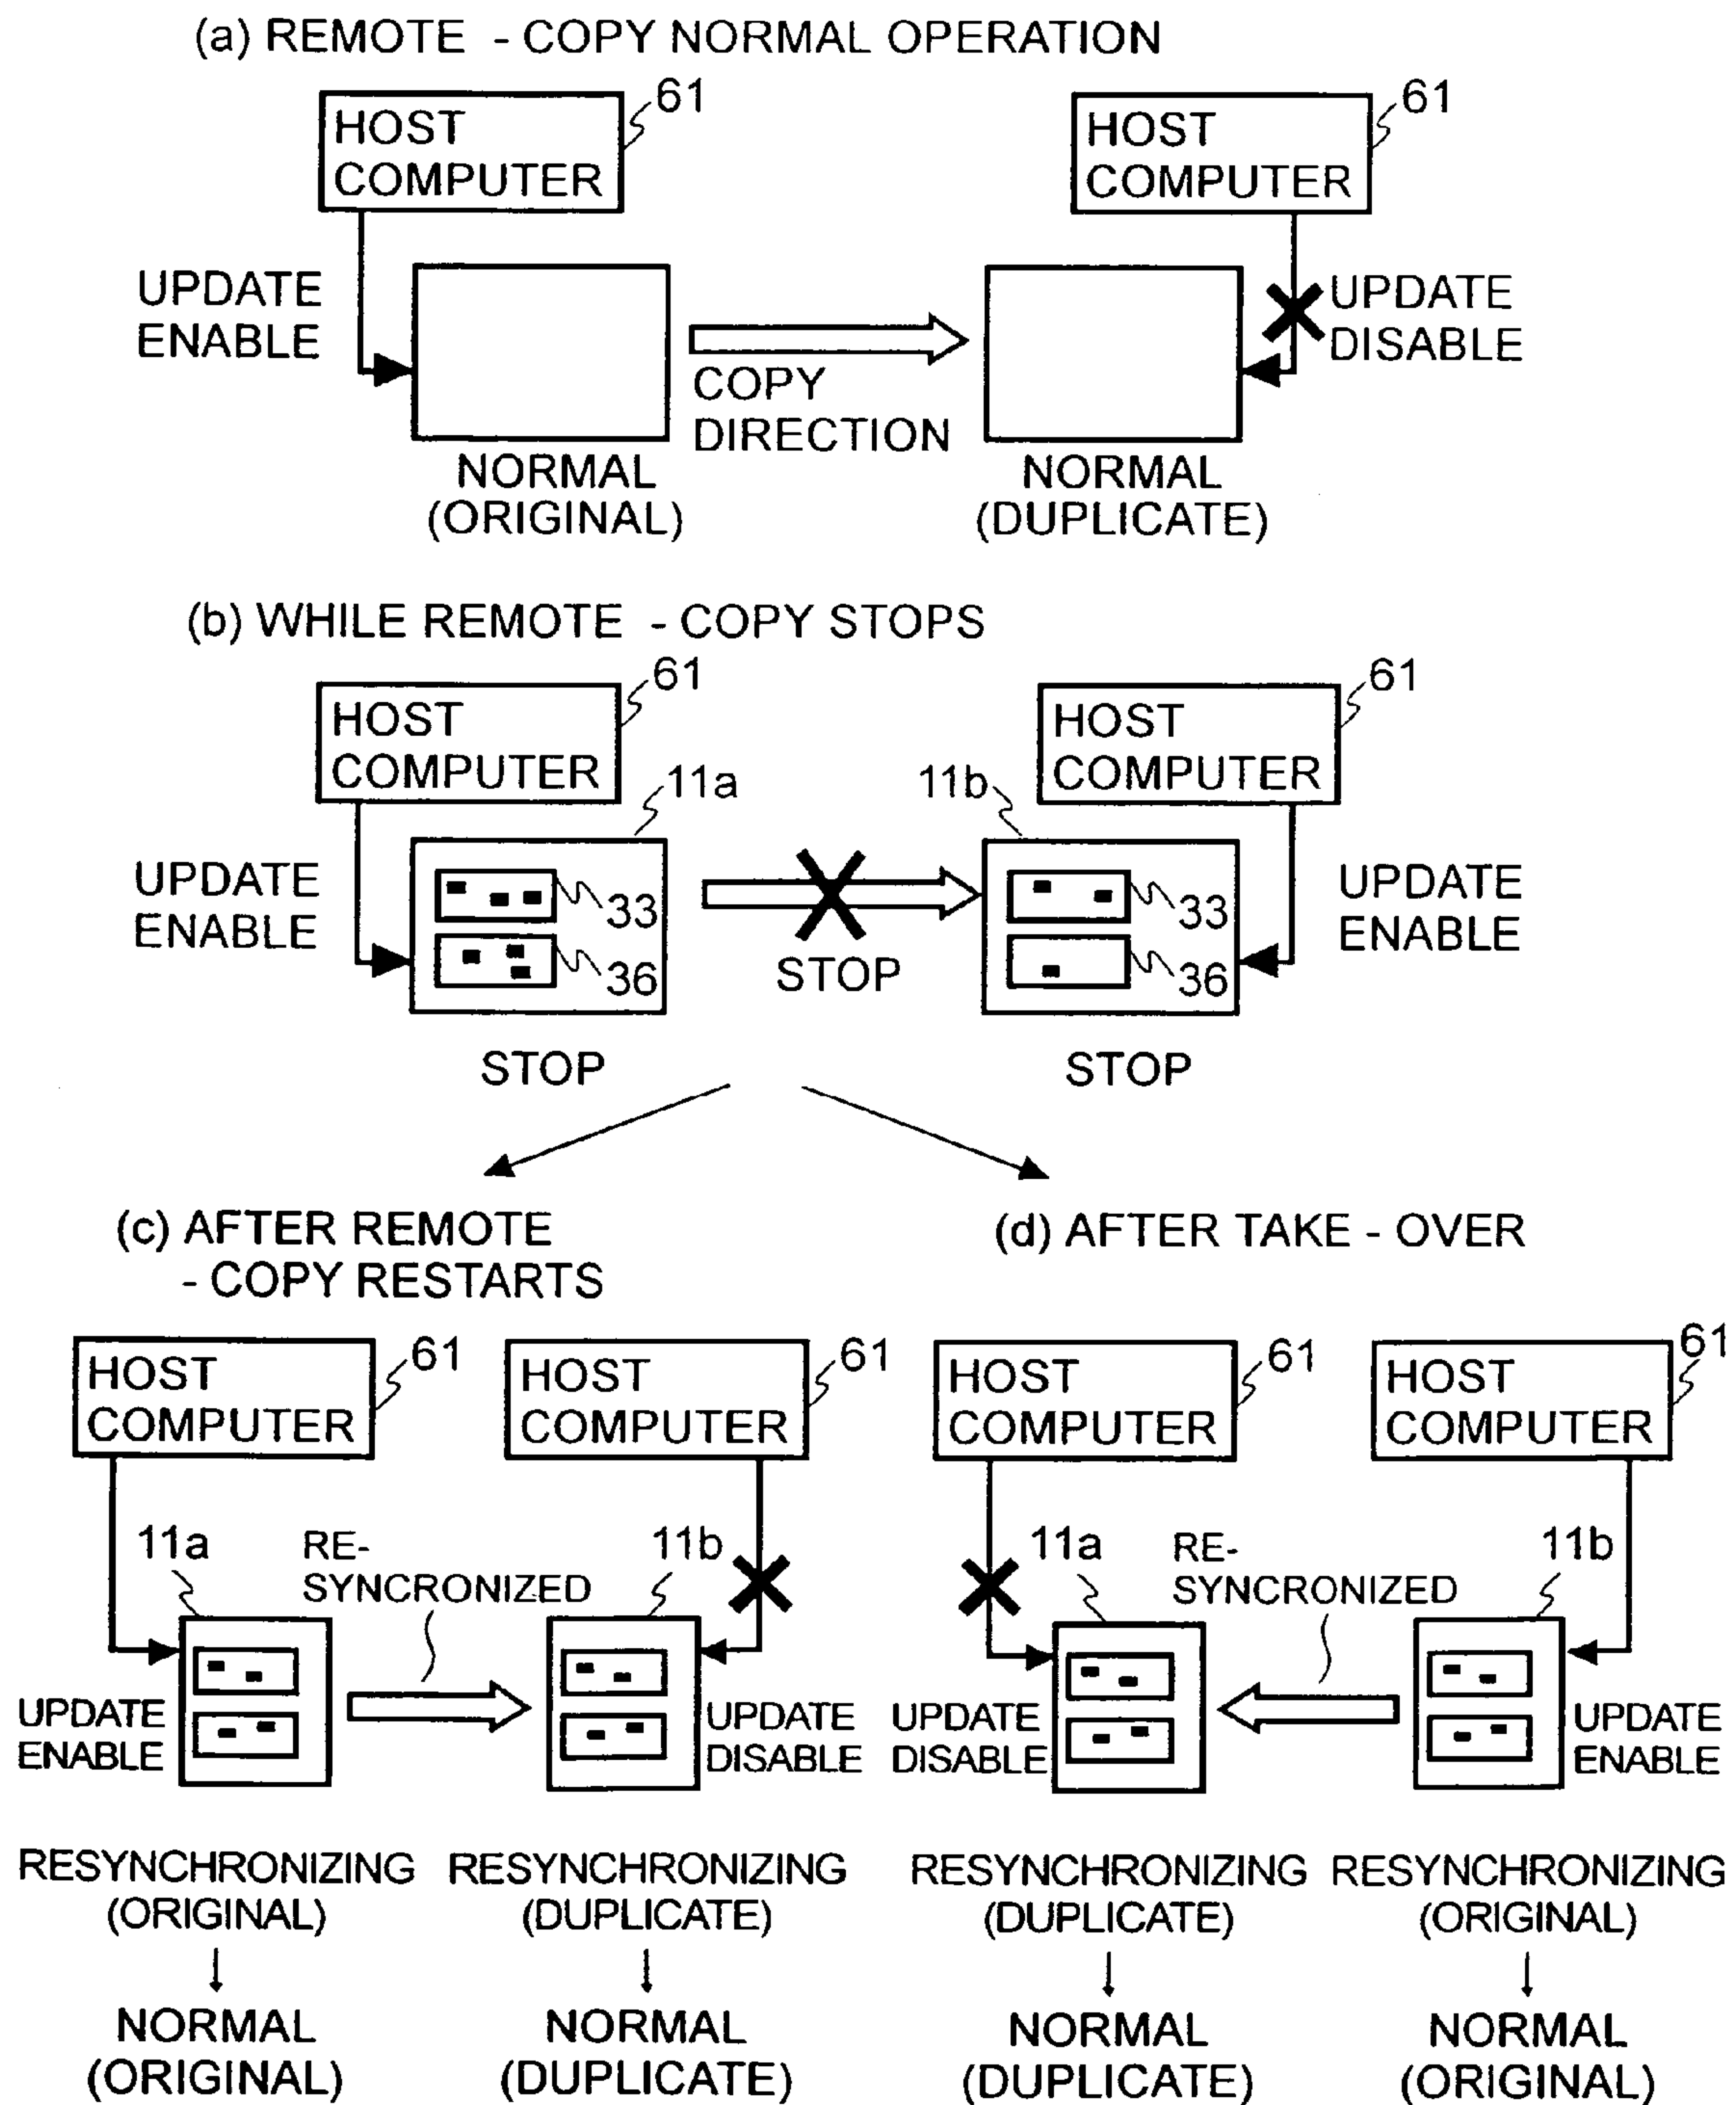 (a) REMOTE - COPY NORMAL OPERATION
61
61
HOST
COMPUTER
HOST
COMPUTER
UPDATE
ENABLE
UPDATE
DISABLE
COPY
DIRECTION
NORMAL
(ORIGINAL)
NORMAL
(DUPLICATE)
(b) WHILE REMOTE - COPY STOPS
61
61
HOST
COMPUTER
HOST
COMPUTER
11a
11b
UPDATE
ENABLE
33
36
STOP
33
36
UPDATE
ENABLE
STOP
STOP
(c) AFTER REMOTE
- COPY RESTARTS
(d) AFTER TAKE - OVER
61
61
61
61
HOST
COMPUTER
HOST
COMPUTER
HOST
COMPUTER
HOST
COMPUTER
11a
RE-
SYNCRONIZED
11b
11a
RE-
SYNCRONIZED
11b
UPDATE
ENABLE
UPDATE
DISABLE
UPDATE
DISABLE
UPDATE
ENABLE
RESYNCHRONIZING
(ORIGINAL)
RESYNCHRONIZING
(DUPLICATE)
RESYNCHRONIZING
(DUPLICATE)
RESYNCHRONIZING
(ORIGINAL)
NORMAL
(ORIGINAL)
NORMAL
(DUPLICATE)
NORMAL
(DUPLICATE)
NORMAL
(ORIGINAL)